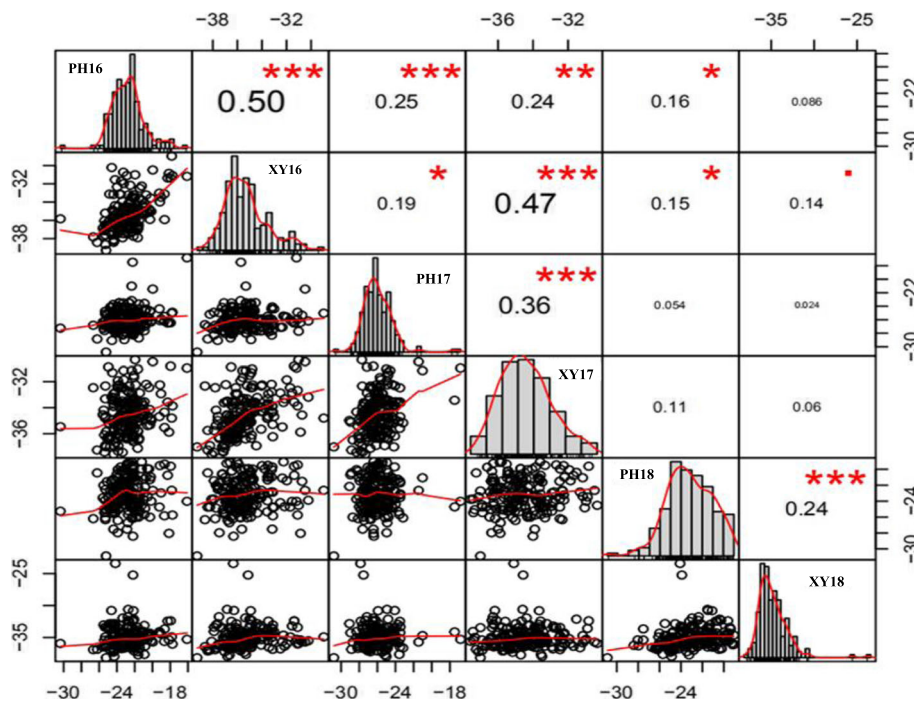 −38 −32 −36 −32 −35 −25
PH16 *** 0.50 *** 0.25 ** 0.24 * 0.16 0.086 −30 −22
−32 −38 XY16 * 0.19 *** 0.47 * 0.15 0.14
PH17 *** 0.36 0.054 0.024 −30 −22
−32 −36 XY17 0.11 0.06
PH18 *** 0.24 −30 −24
−25 −35 XY18
−30 −24 −16 −30 −24 −18 −30 −24